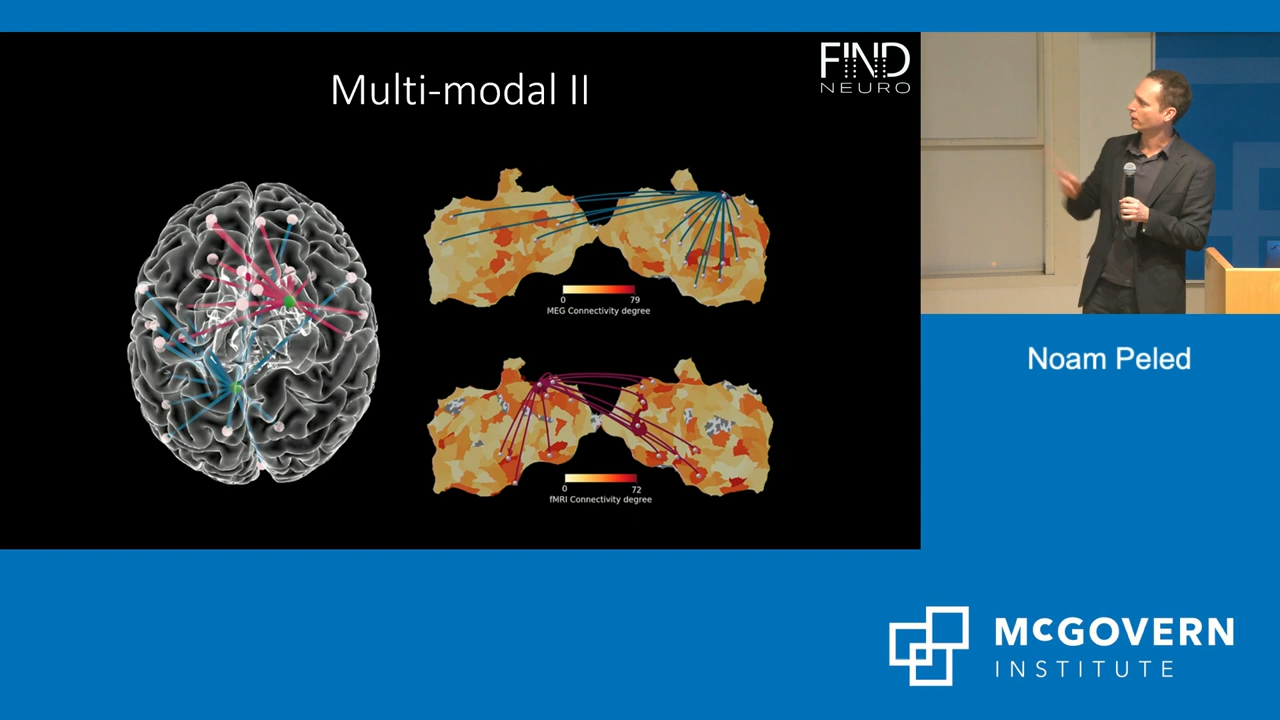 Multi-modal II
FIND
NEURO
0 79
MEG Connectivity degree
0 72
fMRI Connectivity degree
Noam Peled
McGOVERN
INSTITUTE